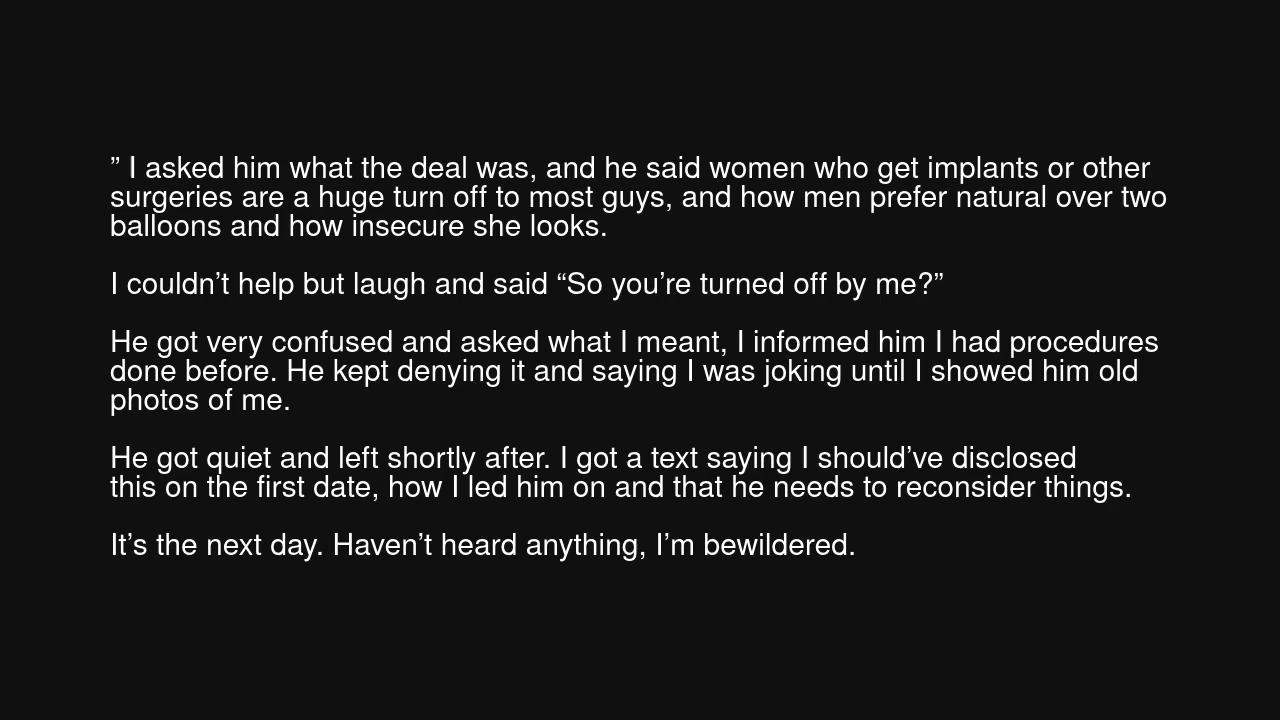 ” I asked him what the deal was, and he said women who get implants or other
surgeries are a huge turn off to most guys, and how men prefer natural over two
balloons and how insecure she looks.
I couldn’t help but laugh and said “So you’re turned off by me?”
He got very confused and asked what I meant, I informed him I had procedures
done before. He kept denying it and saying I was joking until I showed him old
photos of me.
He got quiet and left shortly after. I got a text saying I should’ve disclosed
this on the first date, how I led him on and that he needs to reconsider things.
It’s the next day. Haven’t heard anything, I’m bewildered.